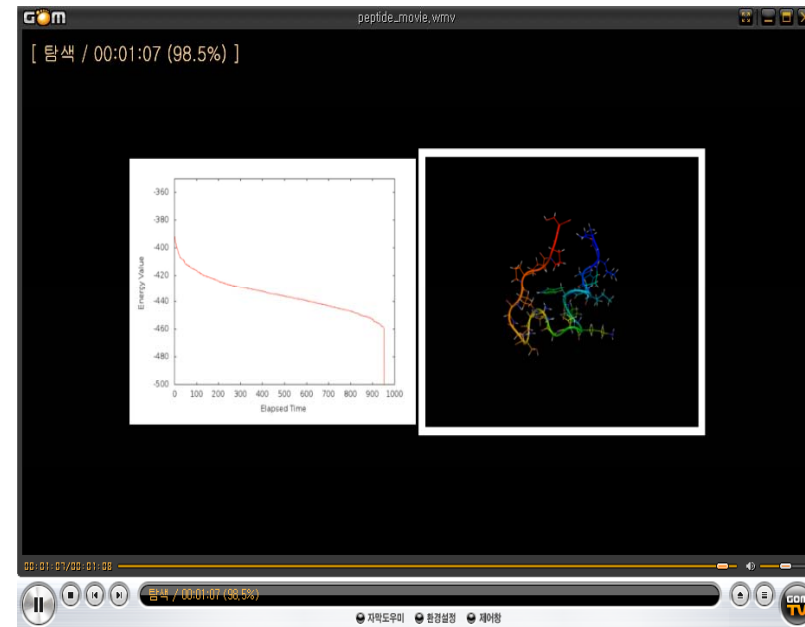 GOM
peptide_movie.wmv
[ 탐색 / 00:01:07 (98.5%) ]
-360
-380
-400
-420
-440
-460
-480
-500
Energy Value
0 100 200 300 400 500 600 700 800 900 1000
Elapsed Time
00:01:07/00:01:08
탐색 / 00:01:07 (98.5%)
GOM
TV
자막도우미 환경설정 제어창